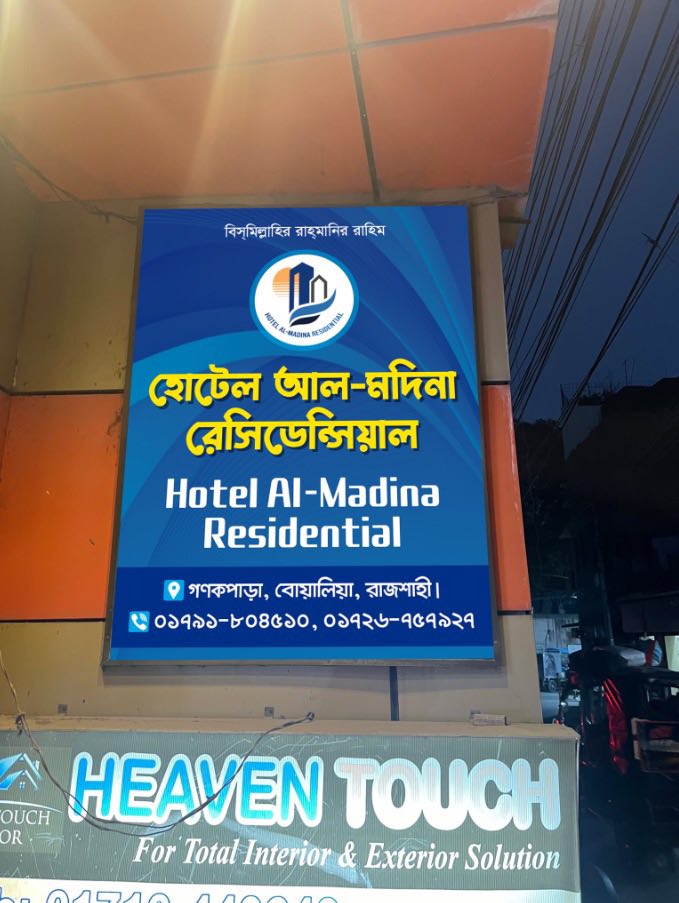 বিস্‌মিল্লাহির রাহ্‌মানির রাহিম
HOTEL AL-MADINA RESIDENTIAL
হোটেল আল-মদিনা
রেসিডেন্সিয়াল
Hotel Al-Madina
Residential
গণকপাড়া, বোয়ালিয়া, রাজশাহী।
০১৭৯১-৮০৪৫১০, ০১৭২৬-৭৫৭৯২৭
HEAVEN TOUCH
For Total Interior & Exterior Solution